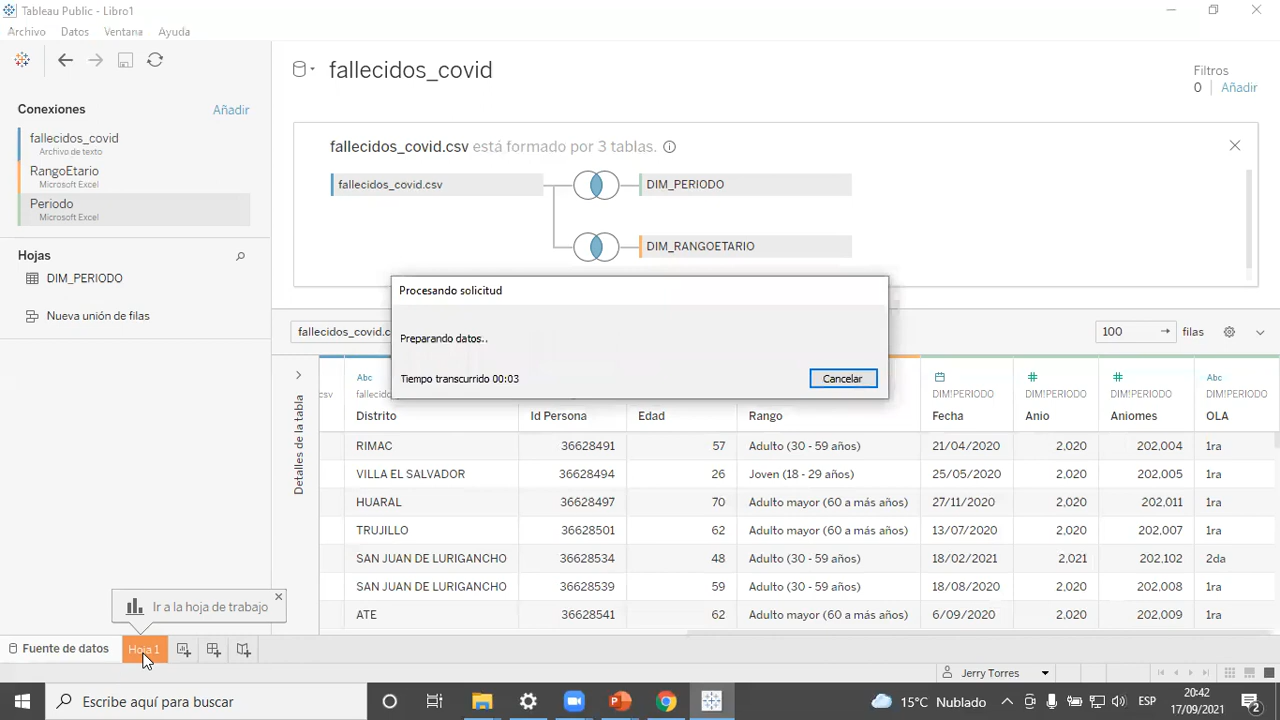 Tableau Public - Libro1
Archivo Datos Ventana Ayuda
Conexiones Añadir
fallecidos_covid
Archivo de texto
RangoEtario
Microsoft Excel
Periodo
Microsoft Excel
Hojas
DIM_PERIODO
Nueva unión de filas
fallecidos_covid
Filtros
0 Añadir
fallecidos_covid.csv está formado por 3 tablas.
fallecidos_covid.csv DIM_PERIODO
DIM_RANGOETARIO
Procesando solicitud
Preparando datos..
Tiempo transcurrido 00:03 Cancelar
fallecidos_covid.c 100 filas
Detalles de la tabla
csv Abc fallec # DIM!PERIODO # DIM!PERIODO # DIM!PERIODO Abc DIM!PERIODO
Distrito Id Persona Edad Rango Fecha Anio Aniomes OLA
RIMAC 36628491 57 Adulto (30 - 59 años) 21/04/2020 2,020 202,004 1ra
VILLA EL SALVADOR 36628494 26 Joven (18 - 29 años) 25/05/2020 2,020 202,005 1ra
HUARAL 36628497 70 Adulto mayor (60 a más años) 27/11/2020 2,020 202,011 1ra
TRUJILLO 36628501 62 Adulto mayor (60 a más años) 13/07/2020 2,020 202,007 1ra
SAN JUAN DE LURIGANCHO 36628534 48 Adulto (30 - 59 años) 18/02/2021 2,021 202,102 2da
SAN JUAN DE LURIGANCHO 36628539 59 Adulto (30 - 59 años) 18/08/2020 2,020 202,008 1ra
ATE 36628541 62 Adulto mayor (60 a más años) 6/09/2020 2,020 202,009 1ra
Ir a la hoja de trabajo
Fuente de datos Hoja 1
Jerry Torres
Escribe aquí para buscar
15°C Nublado ESP 20:42
17/09/2021 2